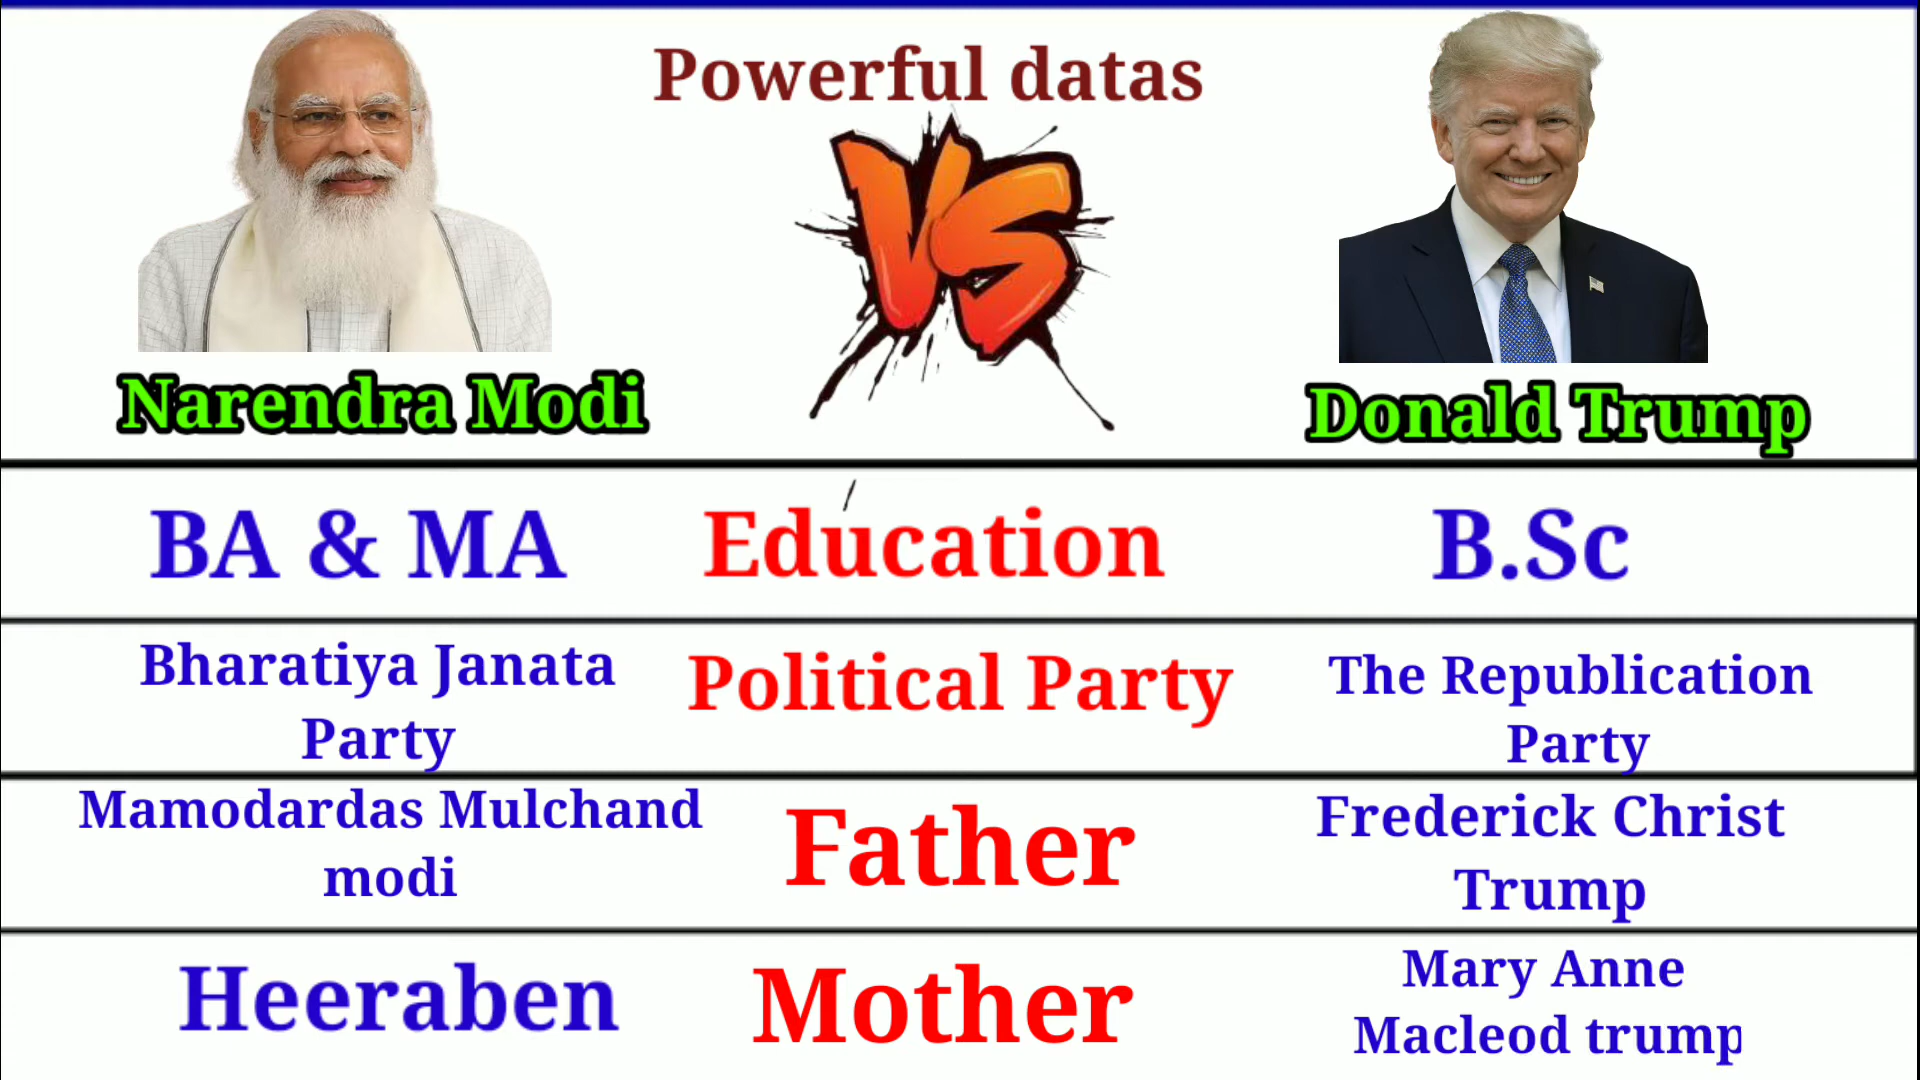 Powerful datas
VS
Narendra Modi
Donald Trump
BA & MA
Education
B.Sc
Bharatiya Janata
Party
Political Party
The Republication
Party
Mamodardas Mulchand
modi
Father
Frederick Christ
Trump
Heeraben
Mother
Mary Anne
Macleod trump